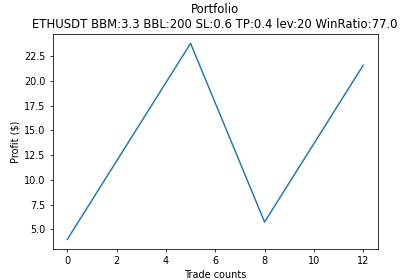 Portfolio
ETHUSDT BBM:3.3 BBL:200 SL:0.6 TP:0.4 lev:20 WinRatio:77.0
Profit ($)
22.5
20.0
17.5
15.0
12.5
10.0
7.5
5.0
0 2 4 6 8 10 12
Trade counts